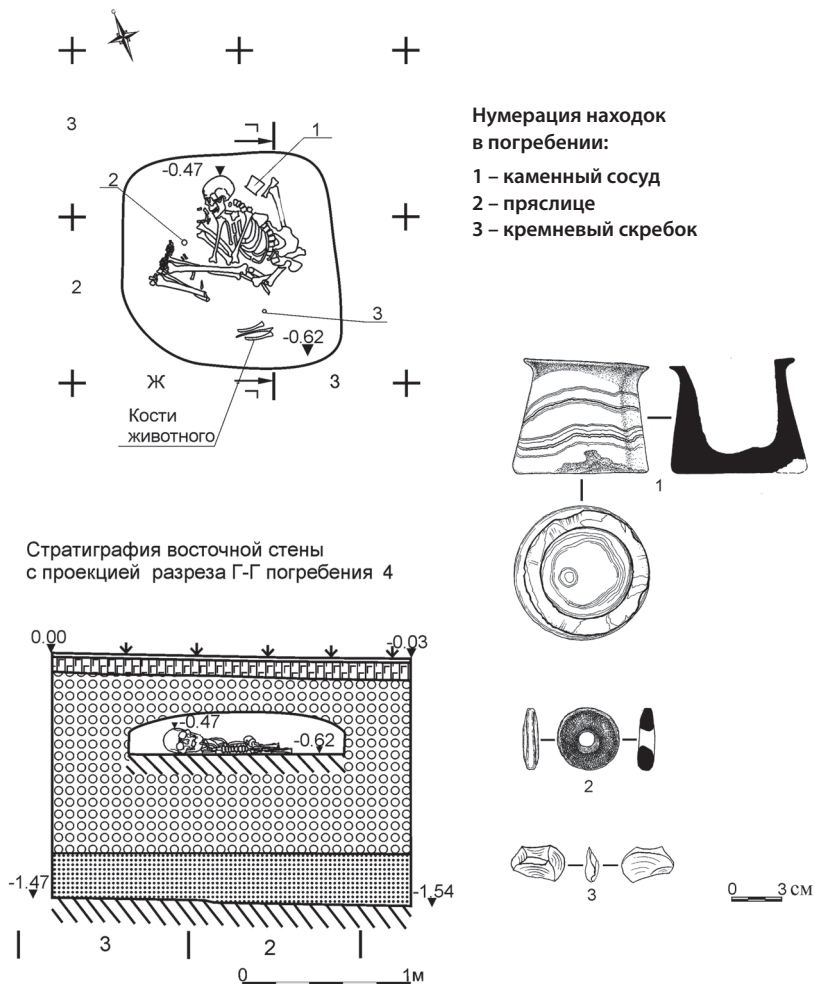 3
1
-0.47
2
2
3
-0.62
Ж
3
Г
Г
Кости
животного
Нумерация находок
в погребении:
1 – каменный сосуд
2 – пряслице
3 – кремневый скребок
1
2
3
0 3 см
Стратиграфия восточной стены
с проекцией разреза Г-Г погребения 4
0.00
-0.03
-0.47
-0.62
-1.47
-1.54
3 2
0 1м